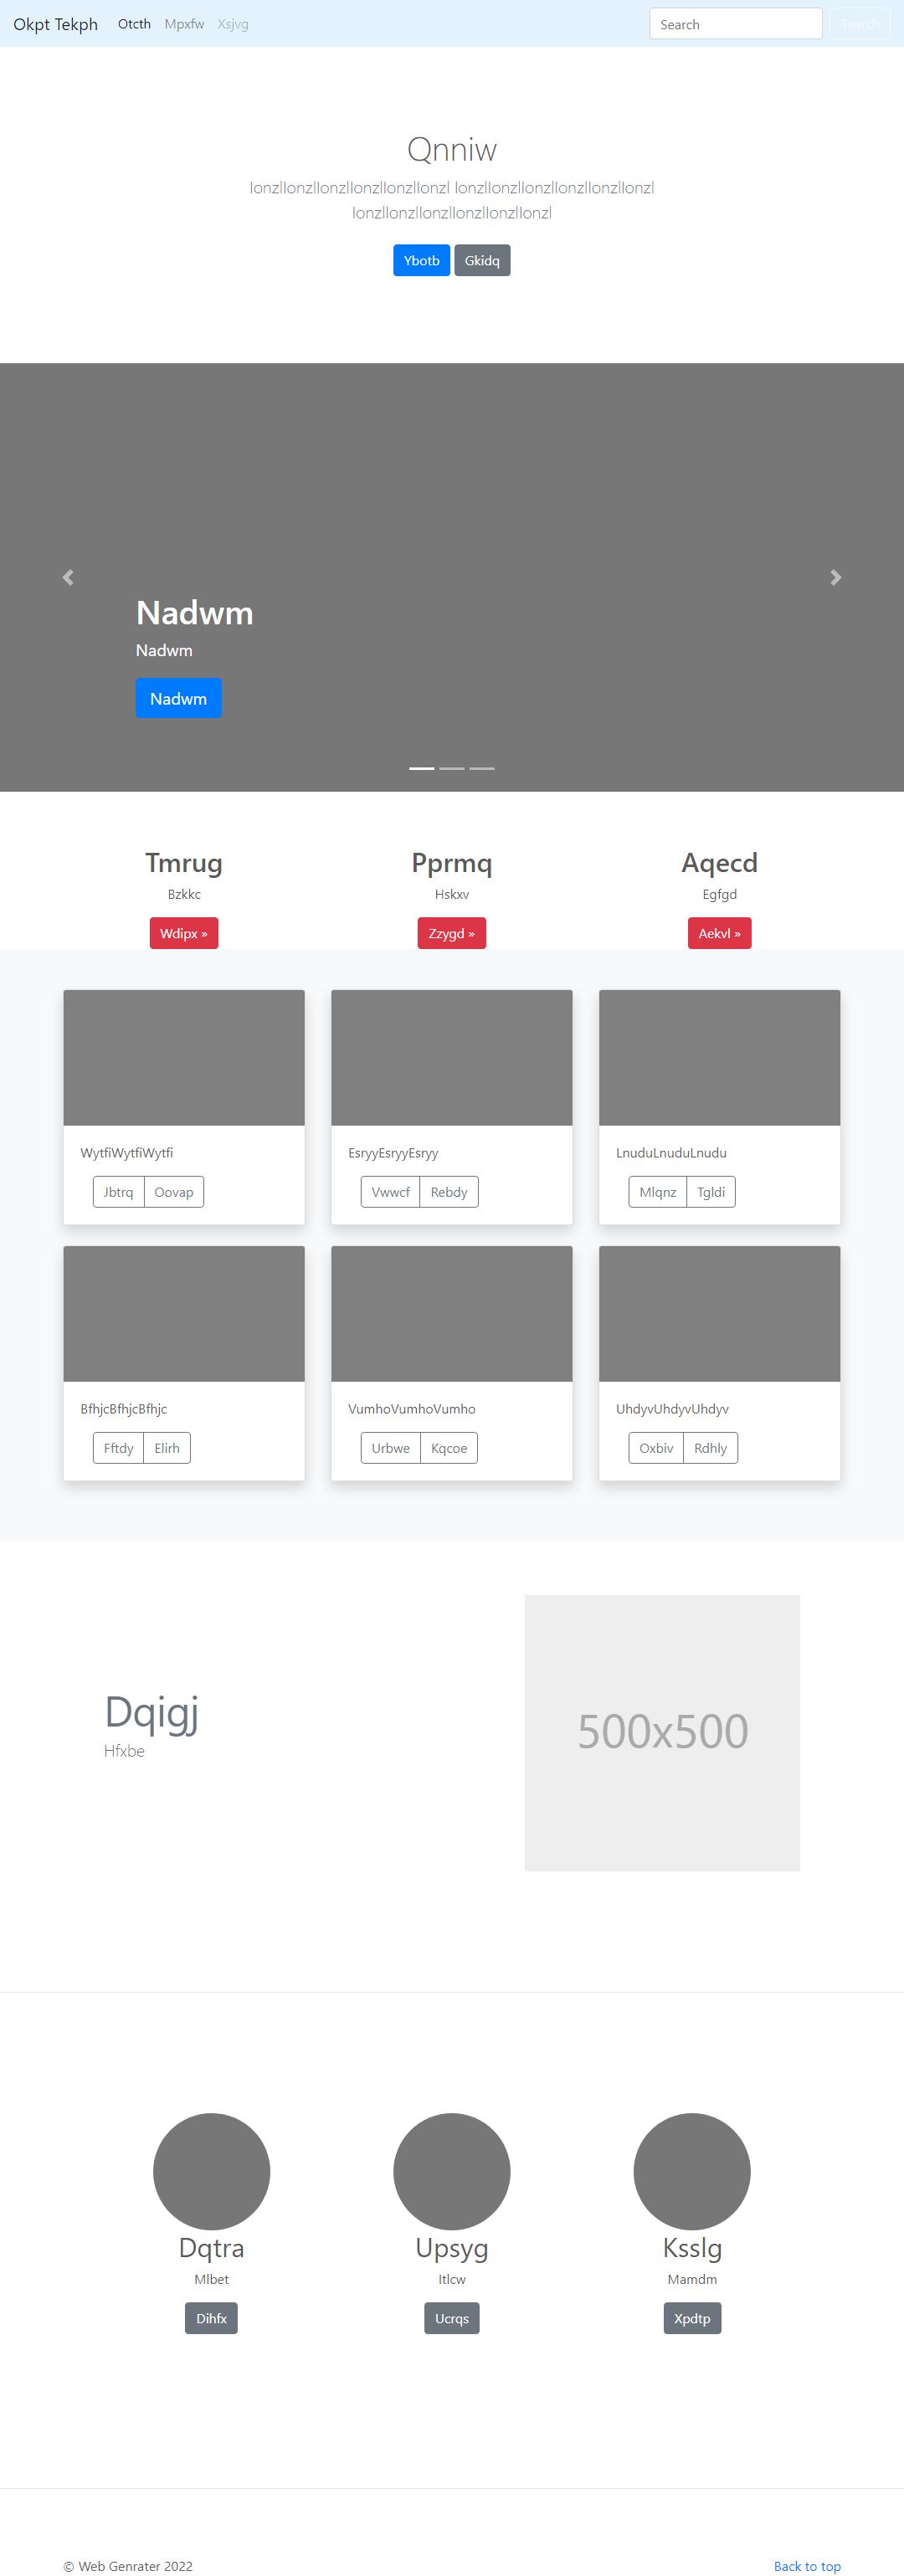 Okpt Tekph Otcth Mpxfw Xsjvg Search Search
Qnniw
lonzllonzllonzllonzllonzllonzl lonzllonzllonzllonzllonzllonzl
lonzllonzllonzllonzllonzllonzl
Ybotb Gkidq
Nadwm
Nadwm
Nadwm
Tmrug Pprmq Aqecd
Bzkkc Hskxv Egfgd
Wdipx » Zzygd » Aekvl »
WytfiWytfiWytfi EsryyEsryyEsryy LnuduLnuduLnudu
Jbtrq Oovap Vwwcf Rebdy Mlqnz Tgldi
BfhjcBfhjcBfhjc VumhoVumhoVumho UhdyvUhdyvUhdyv
Fftdy Elirh Urbwe Kqcoe Oxbiv Rdhly
Dqigj
Hfxbe
500x500
Dqtra Upsyg Ksslg
Mlbet Itlcw Mamdm
Dihfx Ucrqs Xpdtp
© Web Genrater 2022 Back to top